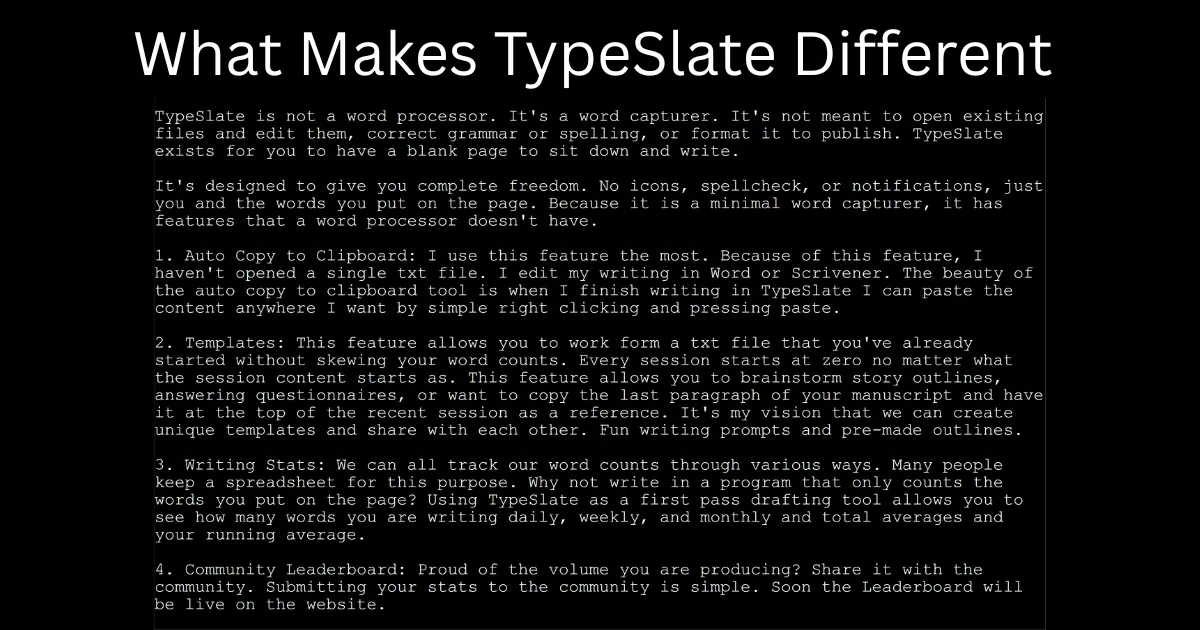 What Makes TypeSlate Different
TypeSlate is not a word processor. It's a word capturer. It's not meant to open existing
files and edit them, correct grammar or spelling, or format it to publish. TypeSlate
exists for you to have a blank page to sit down and write.
It's designed to give you complete freedom. No icons, spellcheck, or notifications, just
you and the words you put on the page. Because it is a minimal word capturer, it has
features that a word processor doesn't have.
1. Auto Copy to Clipboard: I use this feature the most. Because of this feature, I
haven't opened a single txt file. I edit my writing in Word or Scrivener. The beauty of
the auto copy to clipboard tool is when I finish writing in TypeSlate I can paste the
content anywhere I want by simple right clicking and pressing paste.
2. Templates: This feature allows you to work form a txt file that you've already
started without skewing your word counts. Every session starts at zero no matter what
the session content starts as. This feature allows you to brainstorm story outlines,
answering questionnaires, or want to copy the last paragraph of your manuscript and have
it at the top of the recent session as a reference. It's my vision that we can create
unique templates and share with each other. Fun writing prompts and pre-made outlines.
3. Writing Stats: We can all track our word counts through various ways. Many people
keep a spreadsheet for this purpose. Why not write in a program that only counts the
words you put on the page? Using TypeSlate as a first pass drafting tool allows you to
see how many words you are writing daily, weekly, and monthly and total averages and
your running average.
4. Community Leaderboard: Proud of the volume you are producing? Share it with the
community. Submitting your stats to the community is simple. Soon the Leaderboard will
be live on the website.